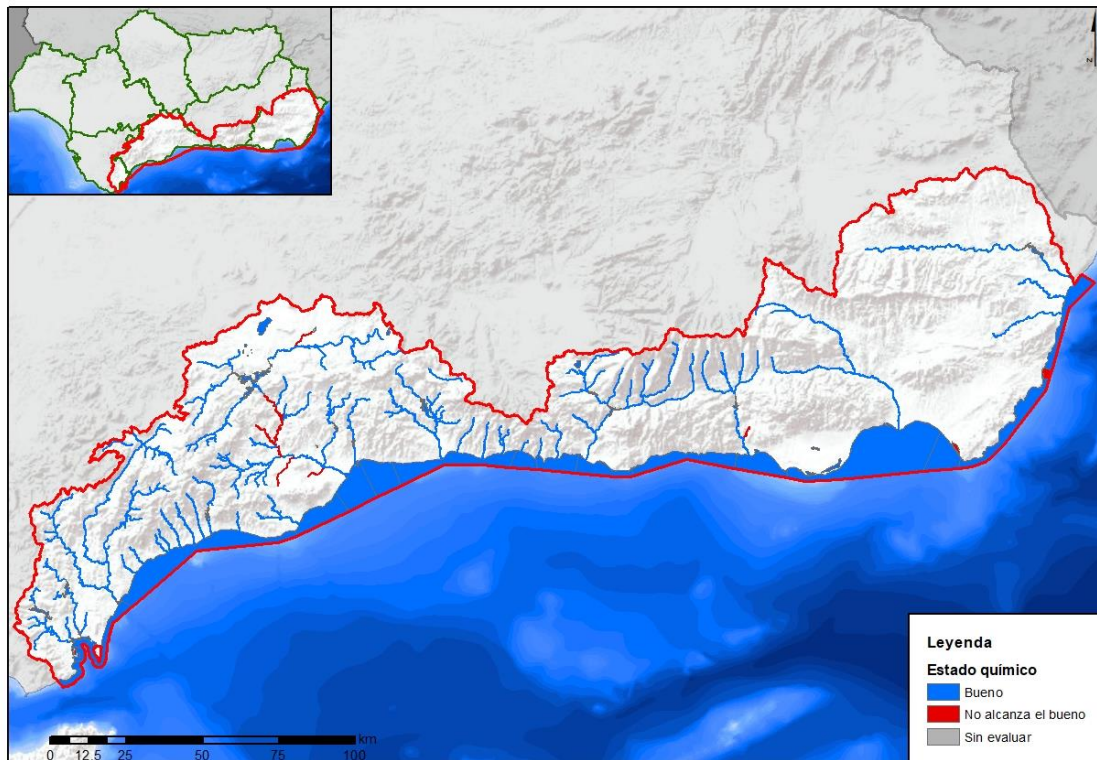 N
Leyenda
Estado químico
Bueno
No alcanza el bueno
Sin evaluar
km
0 12,5 25 50 75 100